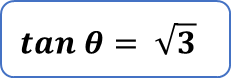 tan θ = √3